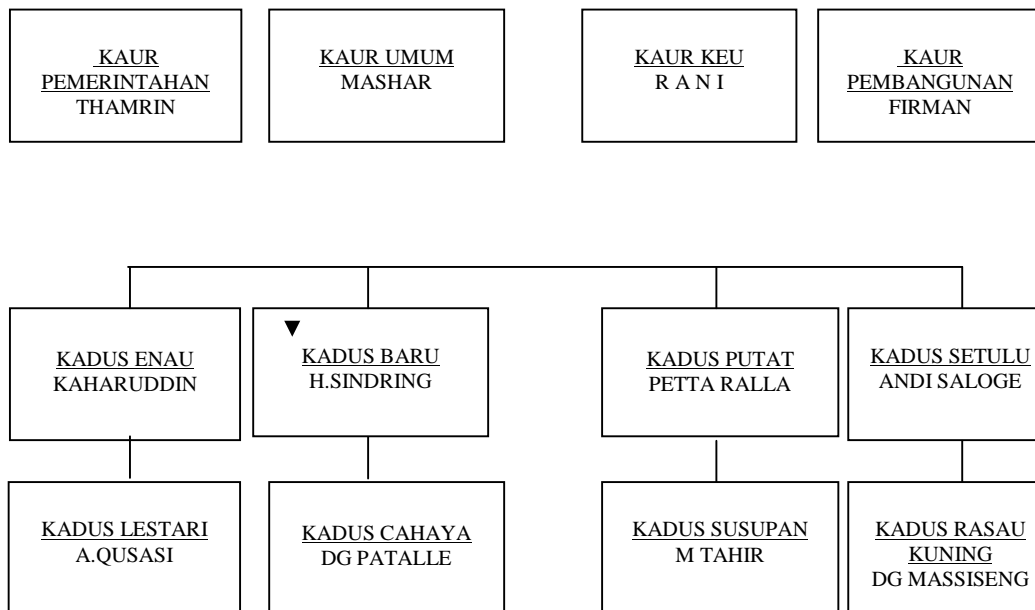 KAUR
PEMERINTAHAN
THAMRIN
KAUR UMUM
MASHAR
KAUR KEU
R A N I
KAUR
PEMBANGUNAN
FIRMAN
KADUS ENAU
KAHARUDDIN
KADUS BARU
H.SINDRING
KADUS PUTAT
PETTA RALLA
KADUS SETULU
ANDI SALOGE
KADUS LESTARI
A.QUSASI
KADUS CAHAYA
DG PATALLE
KADUS SUSUPAN
M TAHIR
KADUS RASAU
KUNING
DG MASSISENG